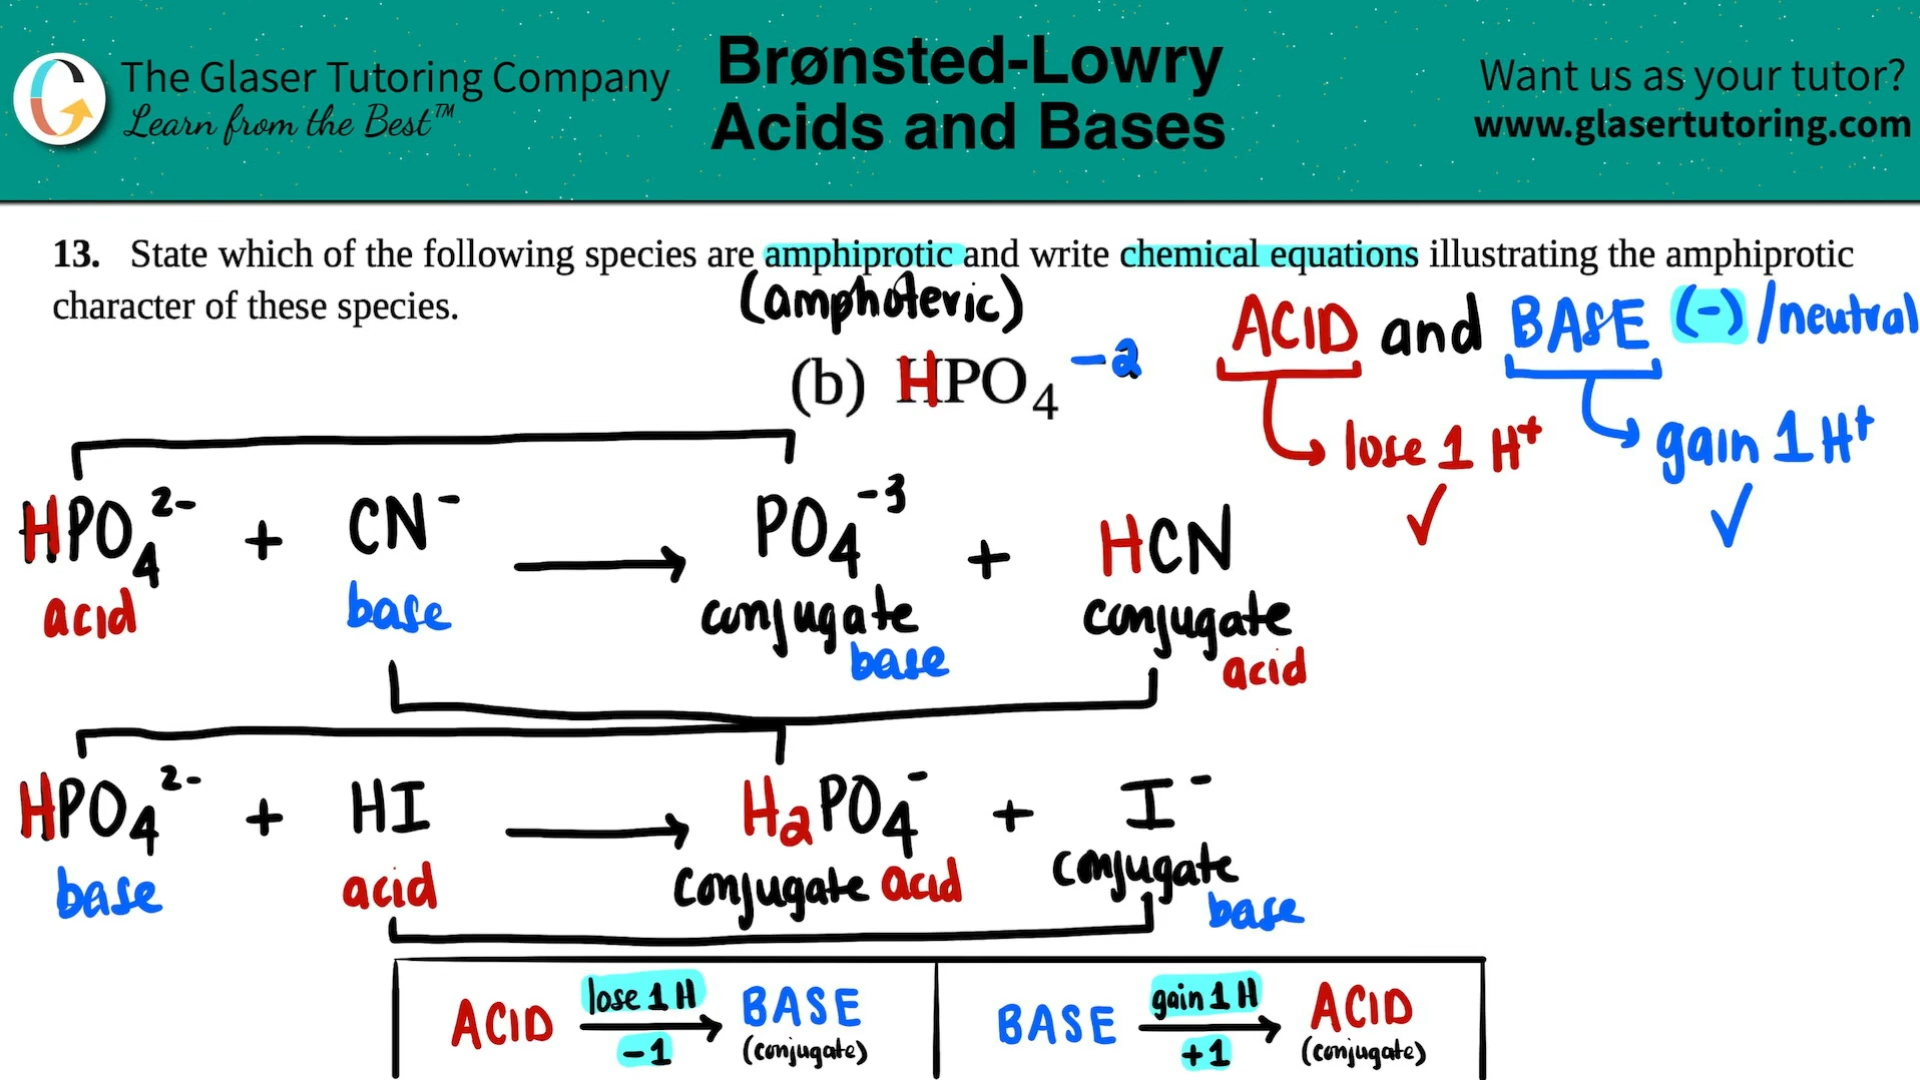 The Glaser Tutoring Company
Learn from the Best™
Brønsted-Lowry
Acids and Bases
Want us as your tutor?
www.glasertutoring.com
13. State which of the following species are amphiprotic and write chemical equations illustrating the amphiprotic
character of these species.
(amphoteric)
ACID and BASE (-)/neutral
(b) HPO₄ ⁻²
lose 1 H⁺
gain 1 H⁺
✓ ✓
HPO₄²⁻ + CN⁻ → PO₄⁻³ + HCN
acid base conjugate base conjugate acid
HPO₄²⁻ + HI → H₂PO₄⁻ + I⁻
base acid conjugate acid conjugate base
ACID lose 1 H → -1 BASE (conjugate)
BASE gain 1 H → +1 ACID (conjugate)